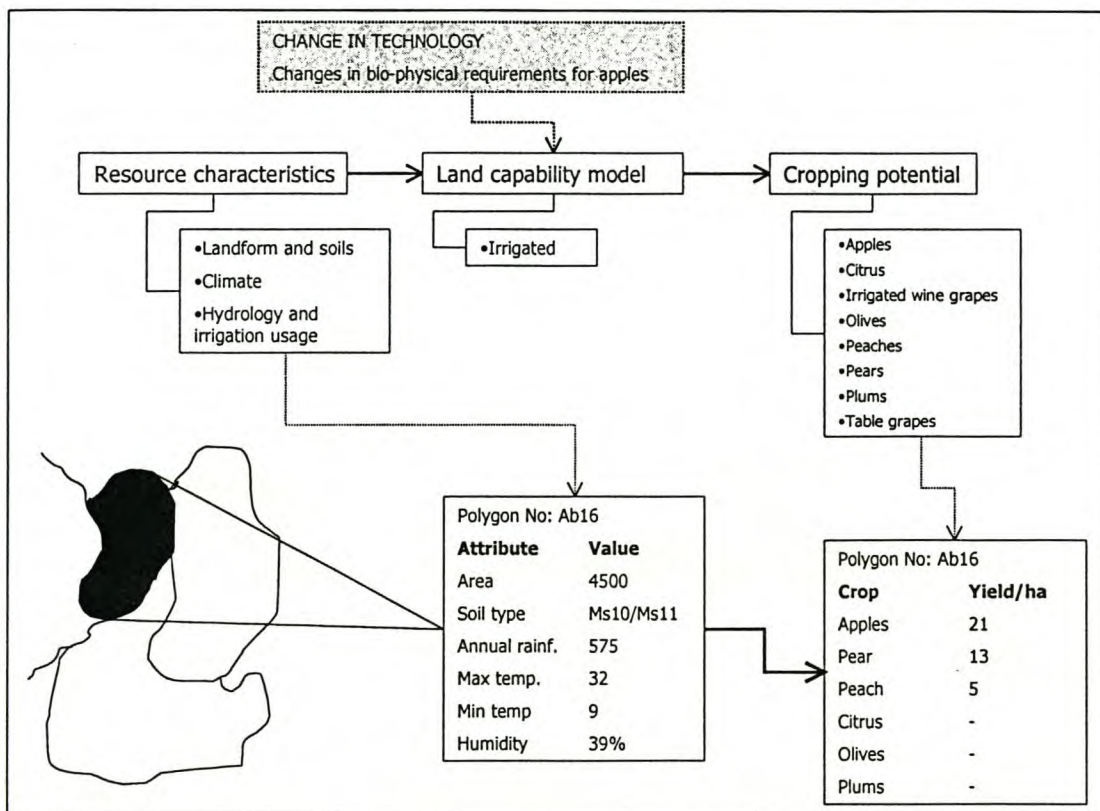 CHANGE IN TECHNOLOGY
Changes in bio-physical requirements for apples
Resource characteristics
Land capability model
Cropping potential
•Landform and soils
•Climate
•Hydrology and
irrigation usage
•Irrigated
•Apples
•Citrus
•Irrigated wine grapes
•Olives
•Peaches
•Pears
•Plums
•Table grapes
Polygon No: Ab16
Attribute Value
Area 4500
Soil type Ms10/Ms11
Annual rainf. 575
Max temp. 32
Min temp 9
Humidity 39%
Polygon No: Ab16
Crop Yield/ha
Apples 21
Pear 13
Peach 5
Citrus -
Olives -
Plums -